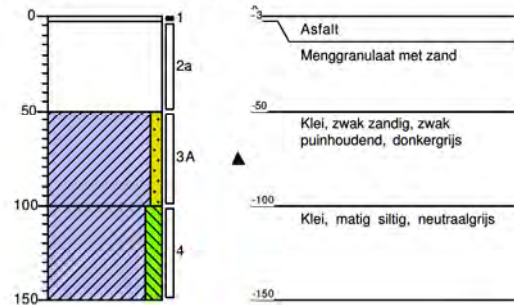 0
1
-3
Asfalt
2a
Menggranulaat met zand
50
-50
3A
Klei, zwak zandig, zwak
puinhoudend, donkergrijs
100
-100
4
Klei, matig siltig, neutraalgrijs
150
-150